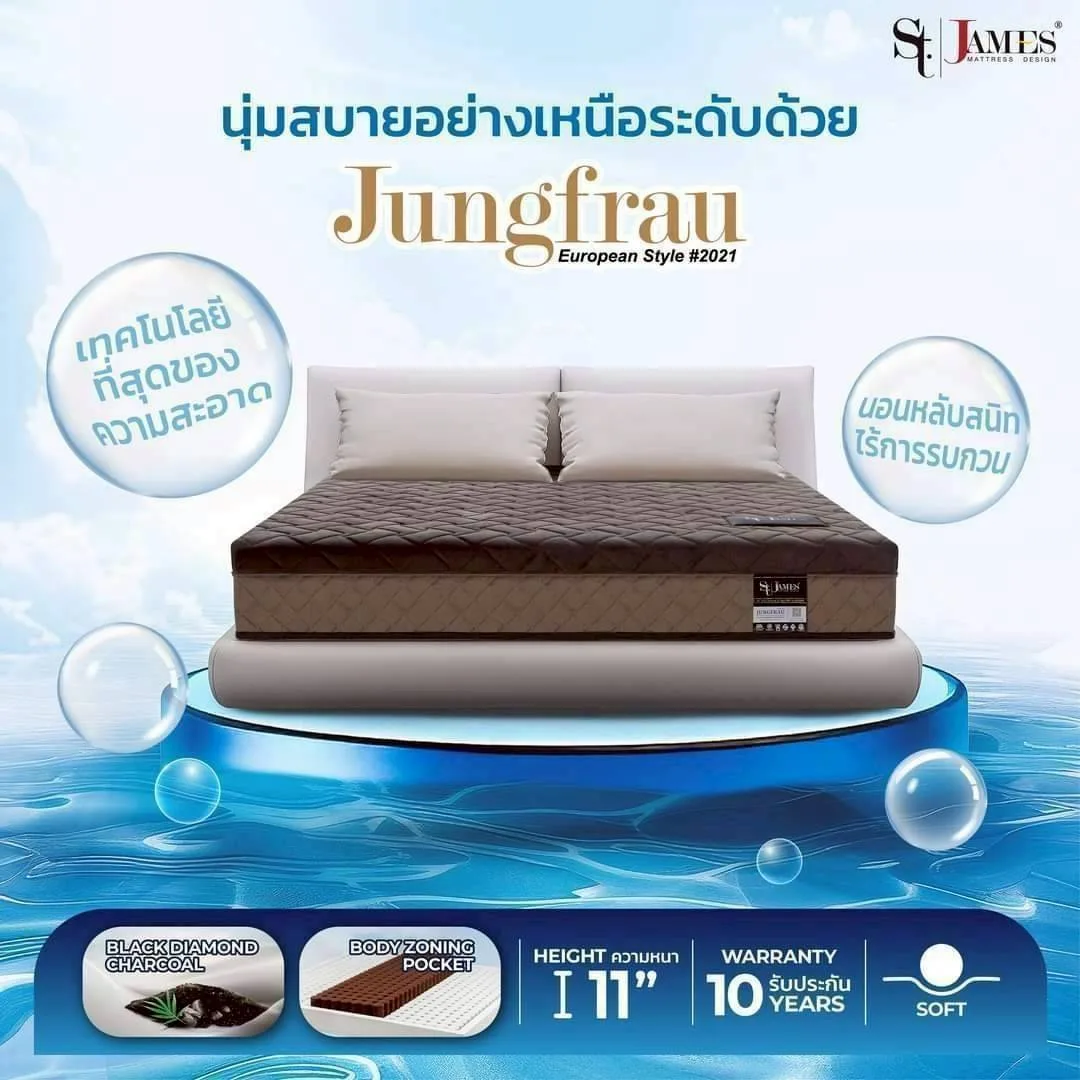 St. JAMES®
MATTRESS DESIGN
นุ่มสบายอย่างเหนือระดับด้วย
Jungfrau
European Style #2021
เทคโนโลยี
ที่สุดของ
ความสะอาด
นอนหลับสนิท
ไร้การรบกวน
St. JAMES
JUNGFRAU
BLACK DIAMOND
CHARCOAL
BODY ZONING
POCKET
HEIGHT ความหนา
11”
WARRANTY
10 รับประกัน
YEARS
SOFT